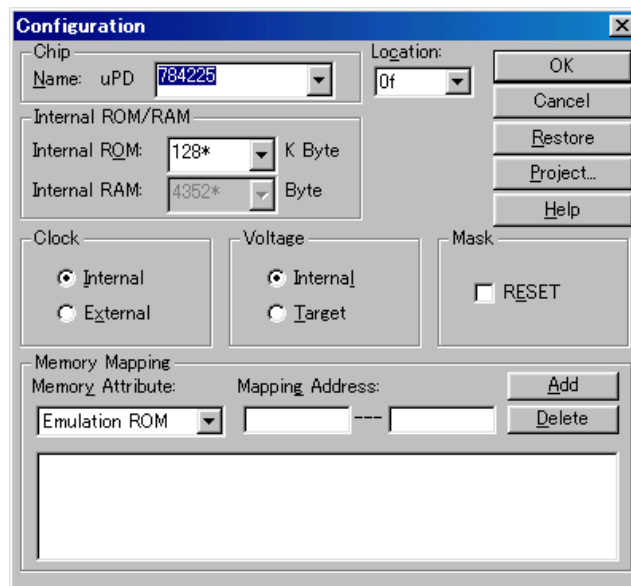 Configuration
Chip
Name: uPD 784225
Location:
0f
OK
Cancel
Restore
Project...
Help
Internal ROM/RAM
Internal ROM: 128* K Byte
Internal RAM: 4352* Byte
Clock
Internal
External
Voltage
Internal
Target
Mask
RESET
Memory Mapping
Memory Attribute: Mapping Address:
Emulation ROM ---
Add
Delete